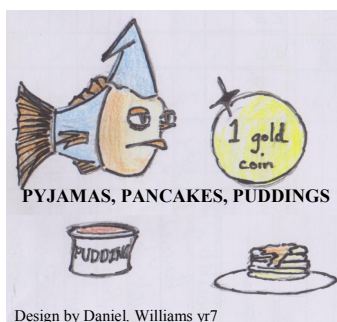 1 gold
coin
PYJAMAS, PANCAKES, PUDDINGS
PUDDING
Design by Daniel. Williams yr7